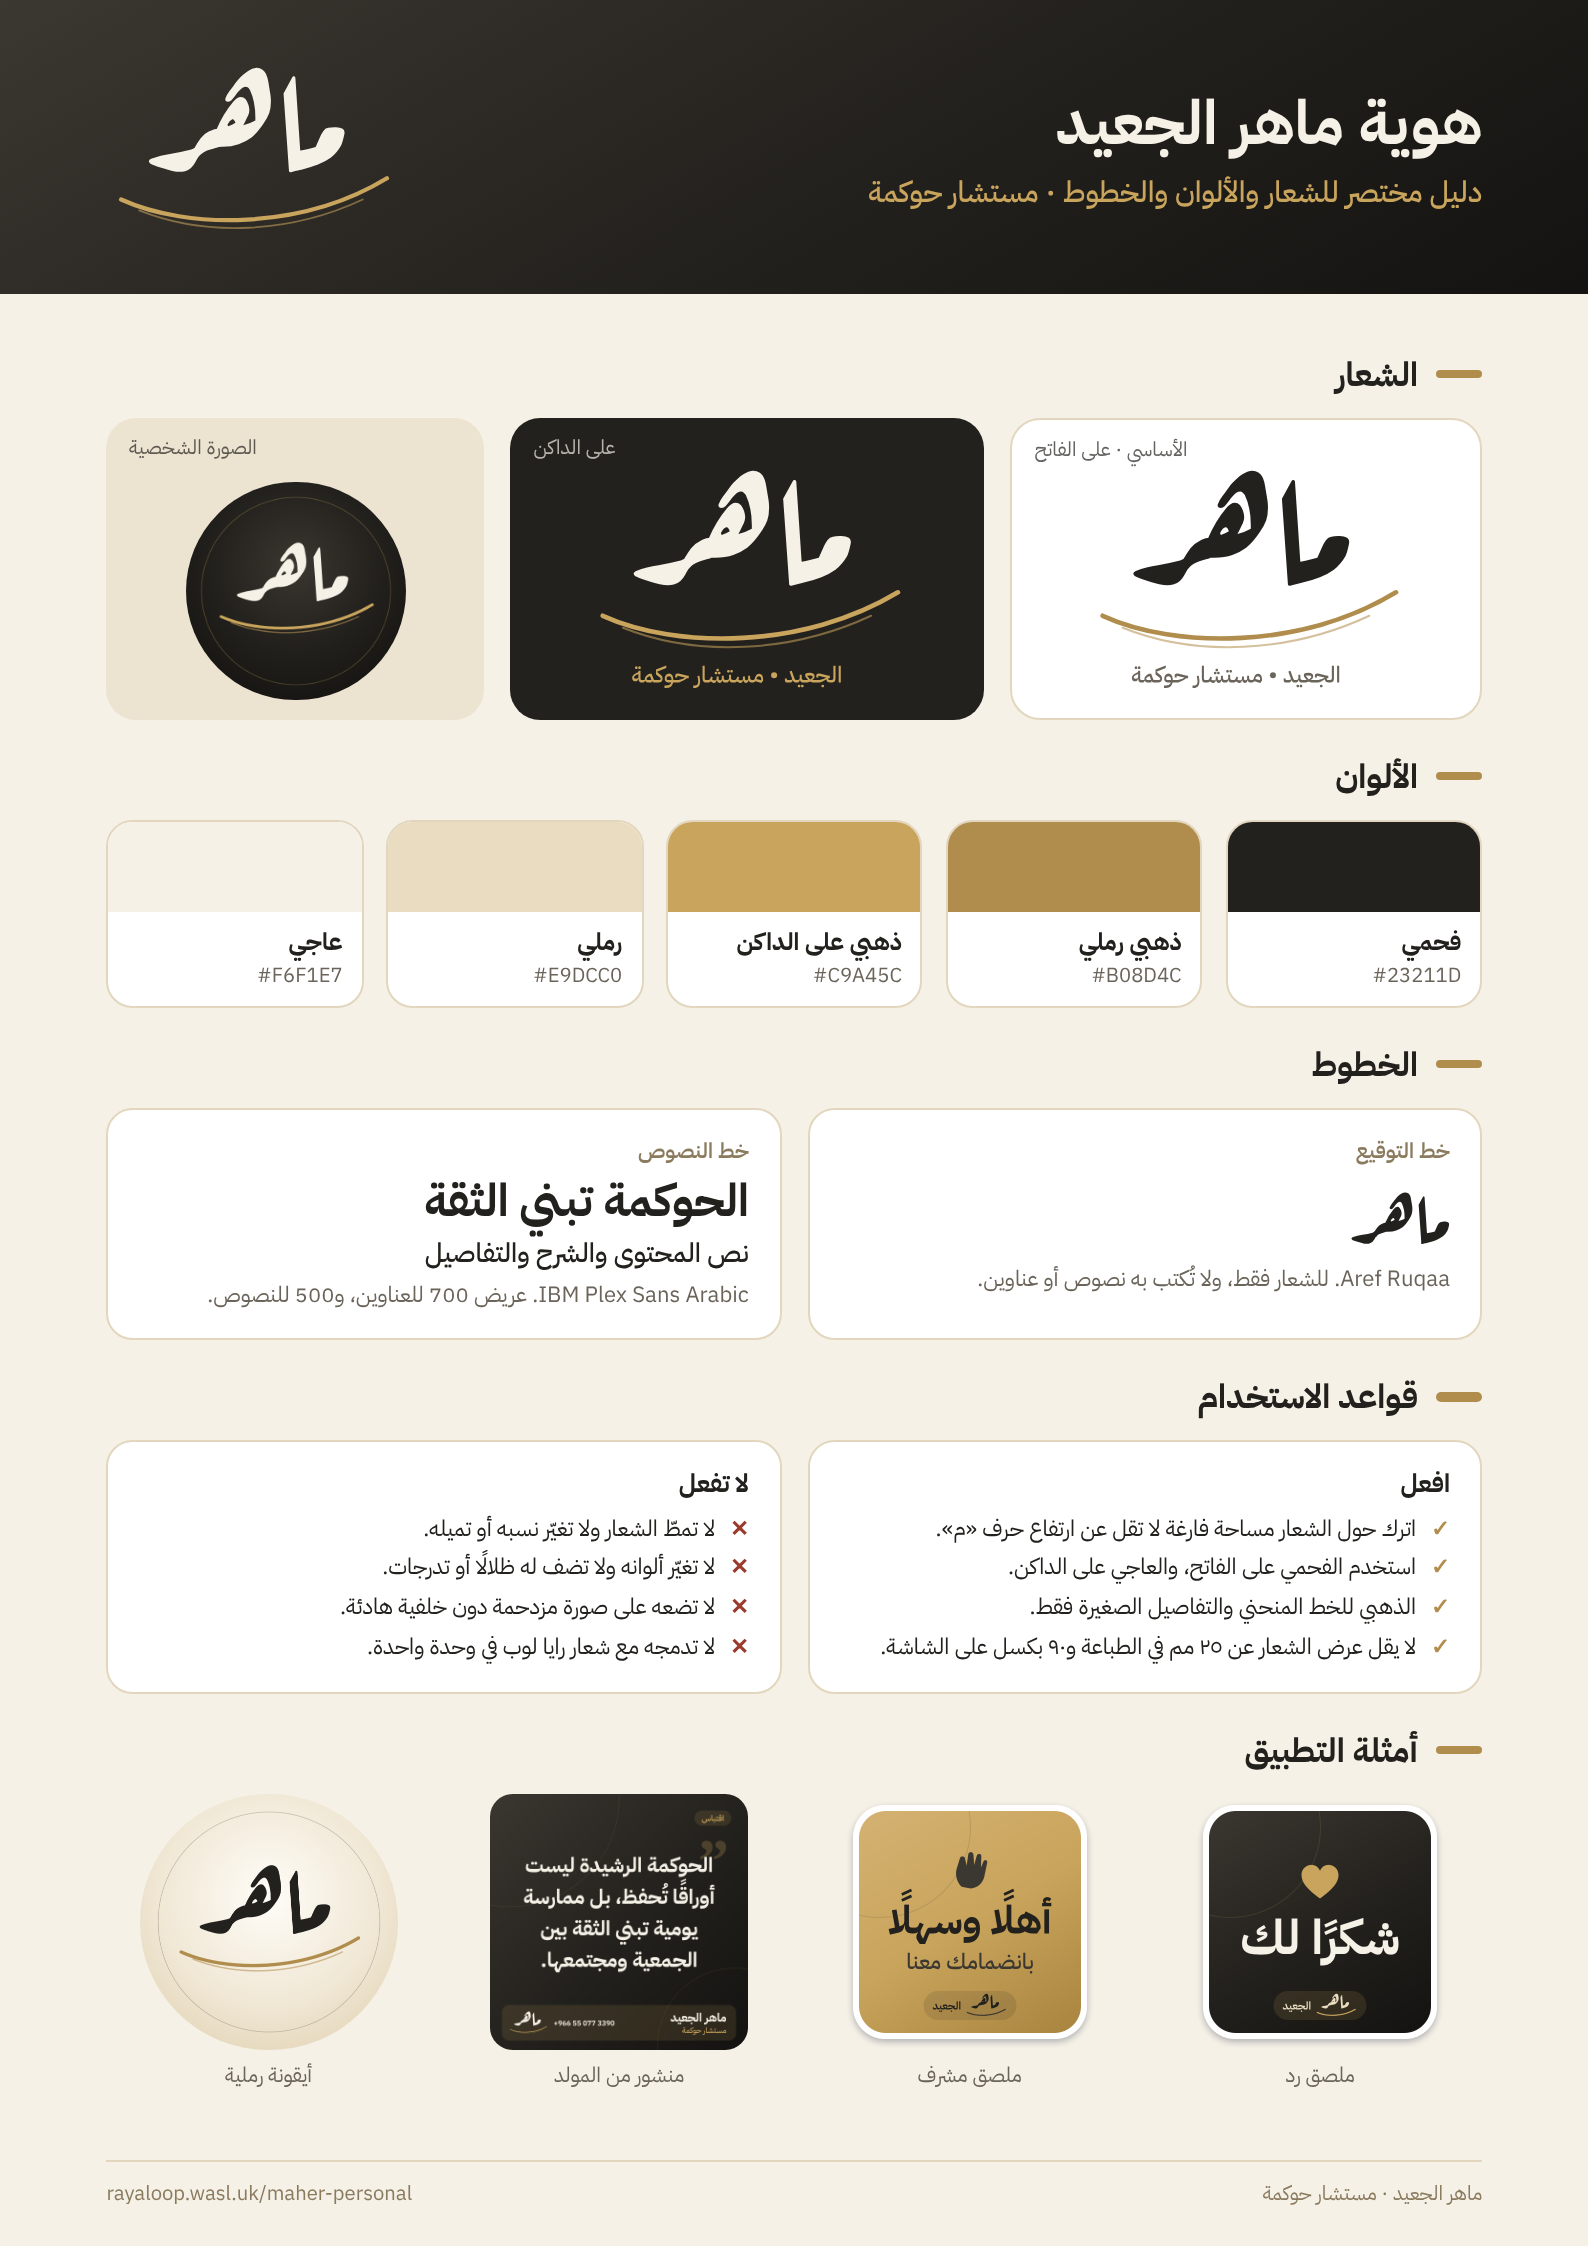 هوية ماهر الجعيد
دليل مختصر للشعار والألوان والخطوط · مستشار حوكمة
ماهر
الشعار
الأساسي · على الفاتح
ماهر
الجعيد • مستشار حوكمة
على الداكن
ماهر
الجعيد • مستشار حوكمة
الصورة الشخصية
ماهر
الألوان
فحمي
#23211D
ذهبي رملي
#B08D4C
ذهبي على الداكن
#C9A45C
رملي
#E9DCC0
عاجي
#F6F1E7
الخطوط
خط التوقيع
ماهر
Aref Ruqaa. للشعار فقط، ولا تُكتب به نصوص أو عناوين.
خط النصوص
الحوكمة تبني الثقة
نص المحتوى والشرح والتفاصيل
IBM Plex Sans Arabic. عريض 700 للعناوين، و500 للنصوص.
قواعد الاستخدام
افعل
✓ اترك حول الشعار مساحة فارغة لا تقل عن ارتفاع حرف «م».
✓ استخدم الفحمي على الفاتح، والعاجي على الداكن.
✓ الذهبي للخط المنحني والتفاصيل الصغيرة فقط.
✓ لا يقل عرض الشعار عن ٢٥ مم في الطباعة و٩٠ بكسل على الشاشة.
لا تفعل
✕ لا تمطّ الشعار ولا تغيّر نسبه أو تميله.
✕ لا تغيّر ألوانه ولا تضف له ظلالًا أو تدرجات.
✕ لا تضعه على صورة مزدحمة دون خلفية هادئة.
✕ لا تدمجه مع شعار رايا لوب في وحدة واحدة.
أمثلة التطبيق
شكرًا لك
ماهر الجعيد
ملصق رد
أهلًا وسهلًا
بانضمامك معنا
ماهر الجعيد
ملصق مشرف
اقتباس
”
الحوكمة الرشيدة ليست
أوراقًا تُحفظ، بل ممارسة
يومية تبني الثقة بين
الجمعية ومجتمعها.
ماهر الجعيد
مستشار حوكمة
+966 55 077 3390
ماهر
منشور من المولد
ماهر
أيقونة رملية
ماهر الجعيد · مستشار حوكمة
rayaloop.wasl.uk/maher-personal